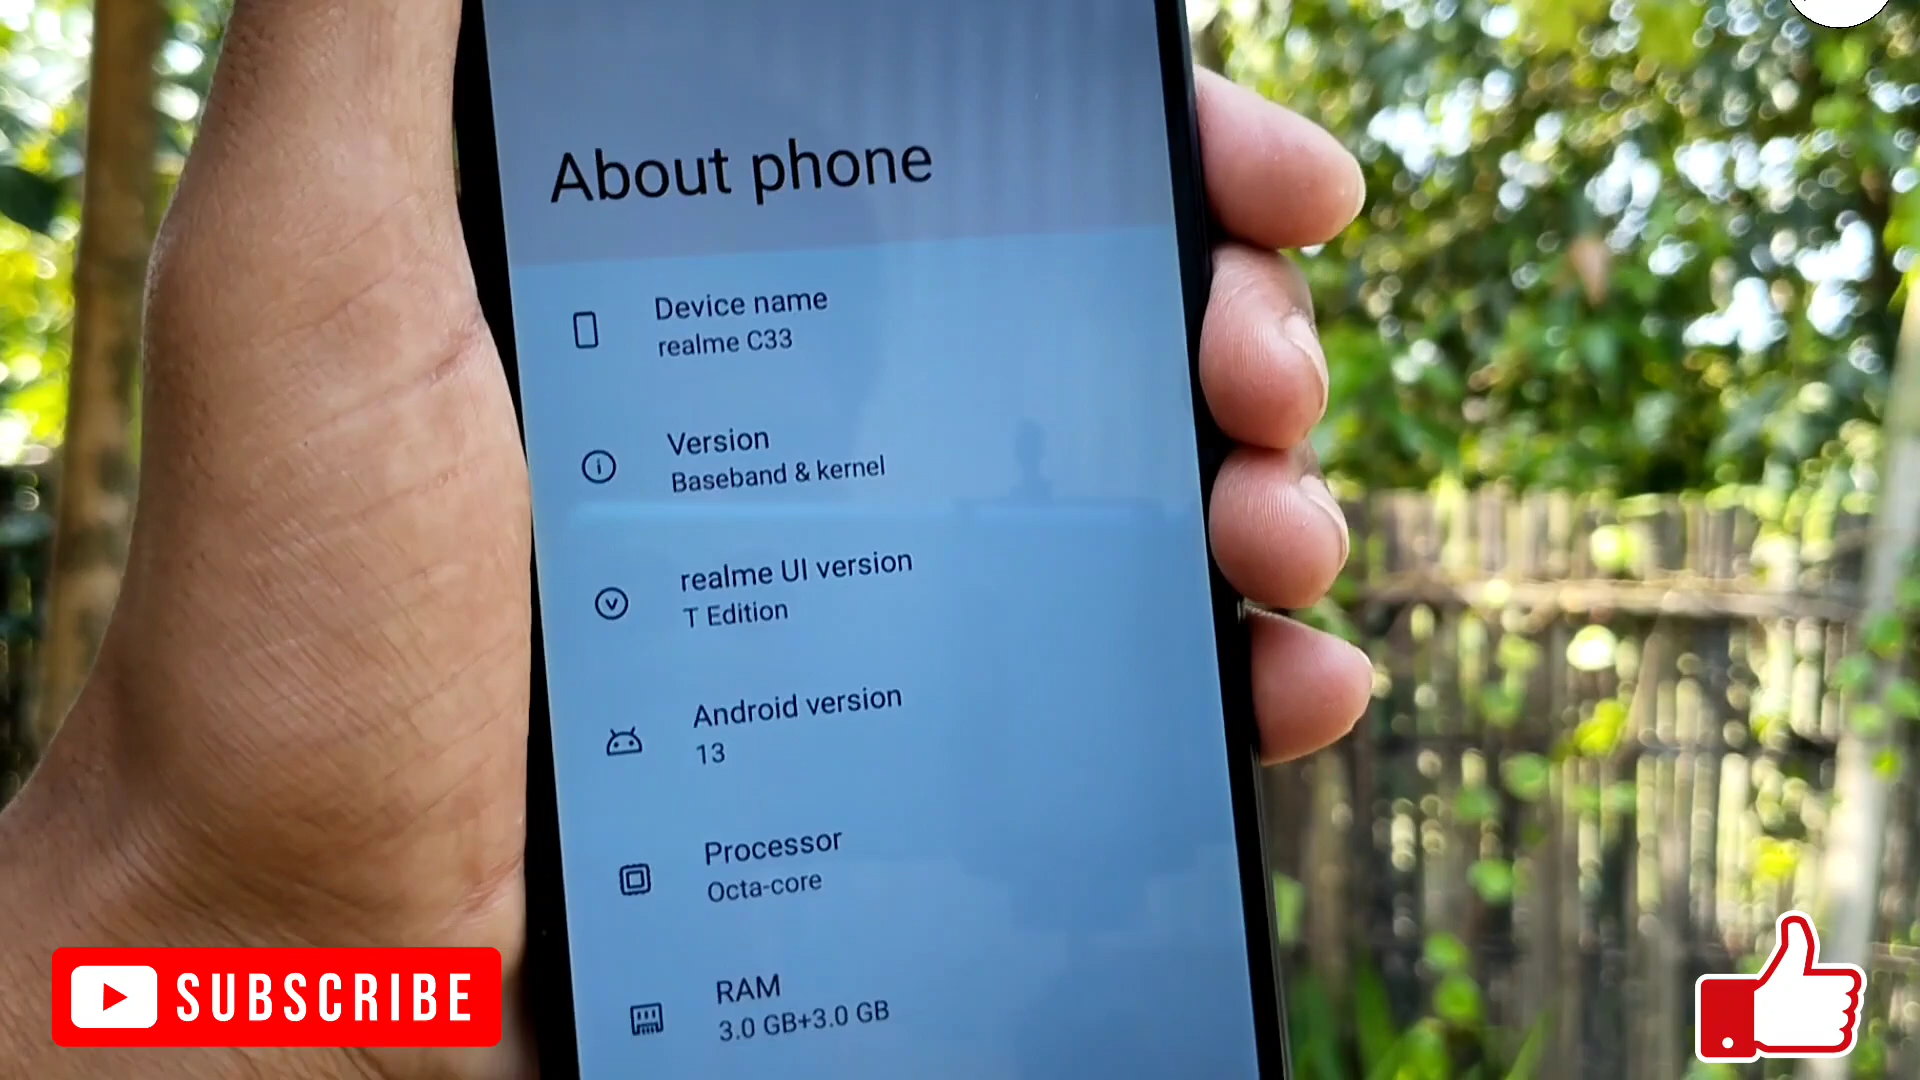 About phone
Device name
realme C33
Version
Baseband & kernel
realme UI version
T Edition
Android version
13
Processor
Octa-core
RAM
3.0 GB+3.0 GB
SUBSCRIBE